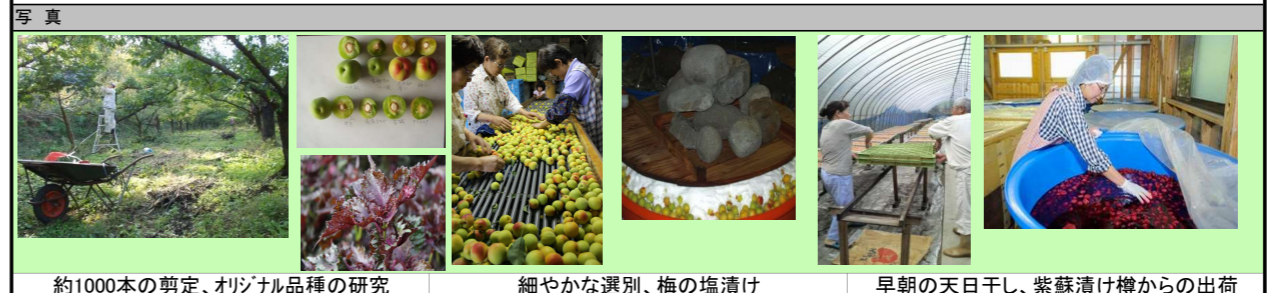 写 真
約1000本の剪定、ｵﾘｼﾞﾅﾙ品種の研究
細やかな選別、梅の塩漬け
早朝の天日干し、紫蘇漬け樽からの出荷